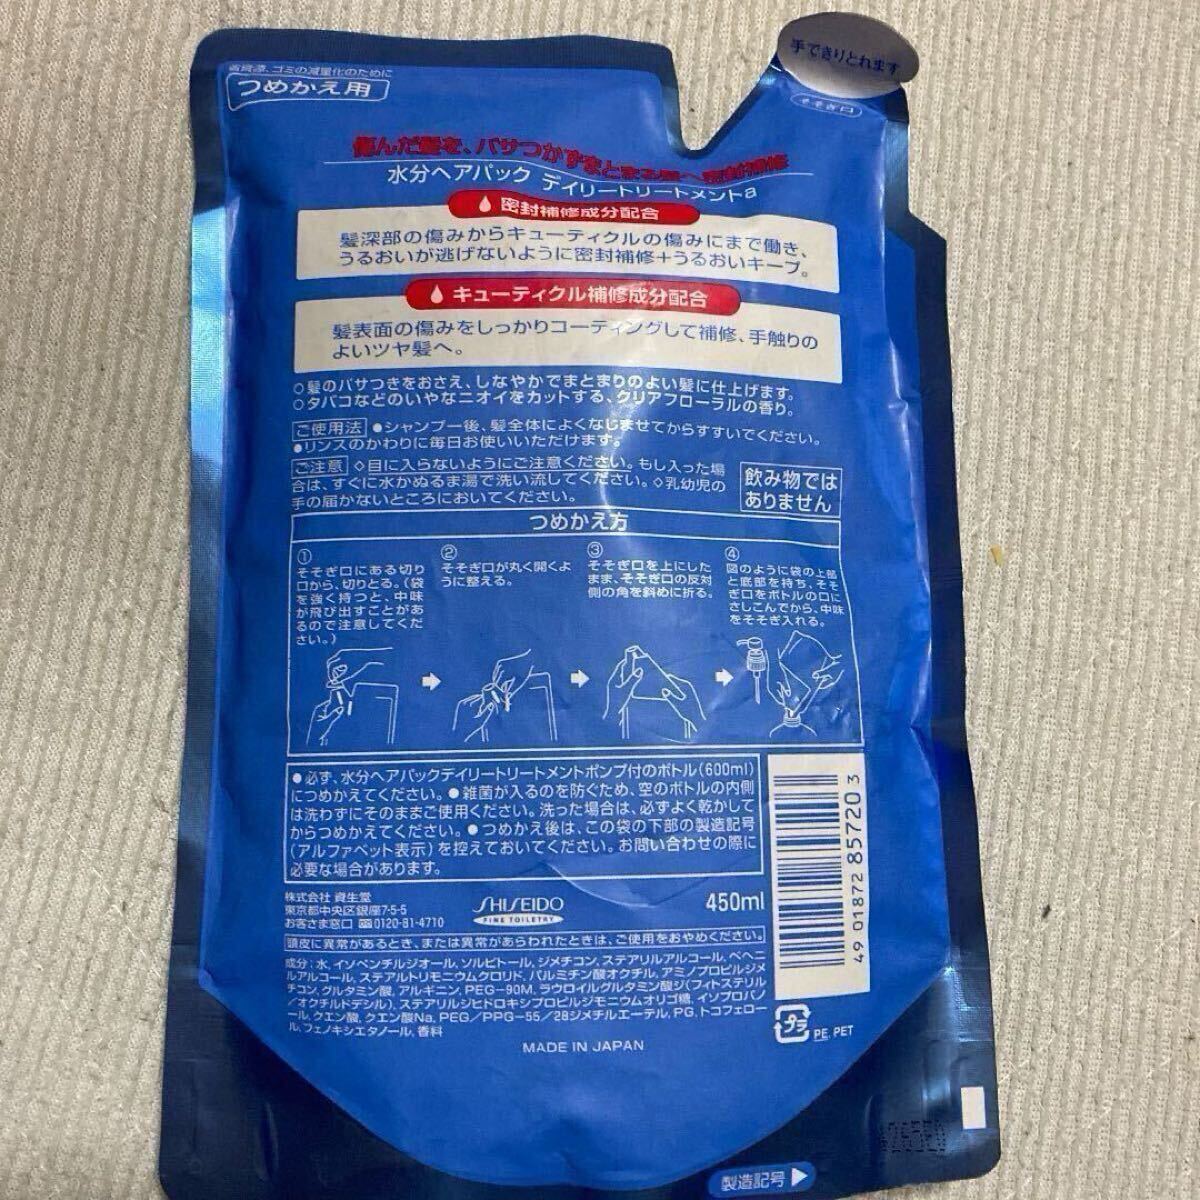 手できりとれます
そそぎ口
省資源、ゴミの減量化のために
つめかえ用
傷んだ髪を、パサつかずまとまる髪へ密封補修
水分ヘアパック デイリートリートメントa
密封補修成分配合
髪深部の傷みからキューティクルの傷みにまで働き、
うるおいが逃げないように密封補修+うるおいキープ。
キューティクル補修成分配合
髪表面の傷みをしっかりコーティングして補修、手触りの
よいツヤ髪へ。
○髪のパサつきをおさえ、しなやかでまとまりのよい髪に仕上げます。
○タバコなどのいやなニオイをカットする、クリアフローラルの香り。
ご使用法 ●シャンプー後、髪全体によくなじませてからすすいでください。
●リンスのかわりに毎日お使いいただけます。
ご注意 ◇目に入らないようにご注意ください。もし入った場
合は、すぐに水かぬるま湯で洗い流してください。◇乳幼児の
手の届かないところにおいてください。
飲み物では
ありません
つめかえ方
①
そそぎ口にある切り
口から、切りとる。(袋
を強く持つと、中味
が飛び出すことがあ
るので注意してくだ
さい。)
②
そそぎ口が丸く開くよ
うに整える。
③
そそぎ口を上にした
まま、そそぎ口の反対
側の角を斜めに折る。
④
図のように袋の上部
と底部を持ち、そそ
ぎ口をボトルの口に
さしこんでから、中味
をそそぎ入れる。
●必ず、水分ヘアパックデイリートリートメントポンプ付のボトル(600ml)
につめかえてください。●雑菌が入るのを防ぐため、空のボトルの内側
は洗わずにそのままご使用ください。洗った場合は、必ずよく乾かして
からつめかえてください。●つめかえ後は、この袋の下部の製造記号
(アルファベット表示)を控えておいてください。お問い合わせの際に
必要な場合があります。
株式会社 資生堂
東京都中央区銀座7-5-5
お客さま窓口 0120-81-4710
SHISEIDO
FINE TOILETRY
450ml
49 01872 85720 3
頭皮に異常があるとき、または異常があらわれたときは、ご使用をおやめください。
成分:水、イソペンチルジオール、ソルビトール、ジメチコン、ステアリルアルコール、ベヘニ
ルアルコール、ステアルトリモニウムクロリド、パルミチン酸オクチル、アミノプロピルジメ
チコン、グルタミン酸、アルギニン、PEG-90M、ラウロイルグルタミン酸ジ(フィトステリル
/オクチルドデシル)、ステアリルジヒドロキシプロピルジモニウムオリゴ糖、イソプロパノ
ール、クエン酸、クエン酸Na、PEG/PPG-55/28ジメチルエーテル、PG、トコフェロー
ル、フェノキシエタノール、香料
プラ
PE, PET
MADE IN JAPAN
製造記号